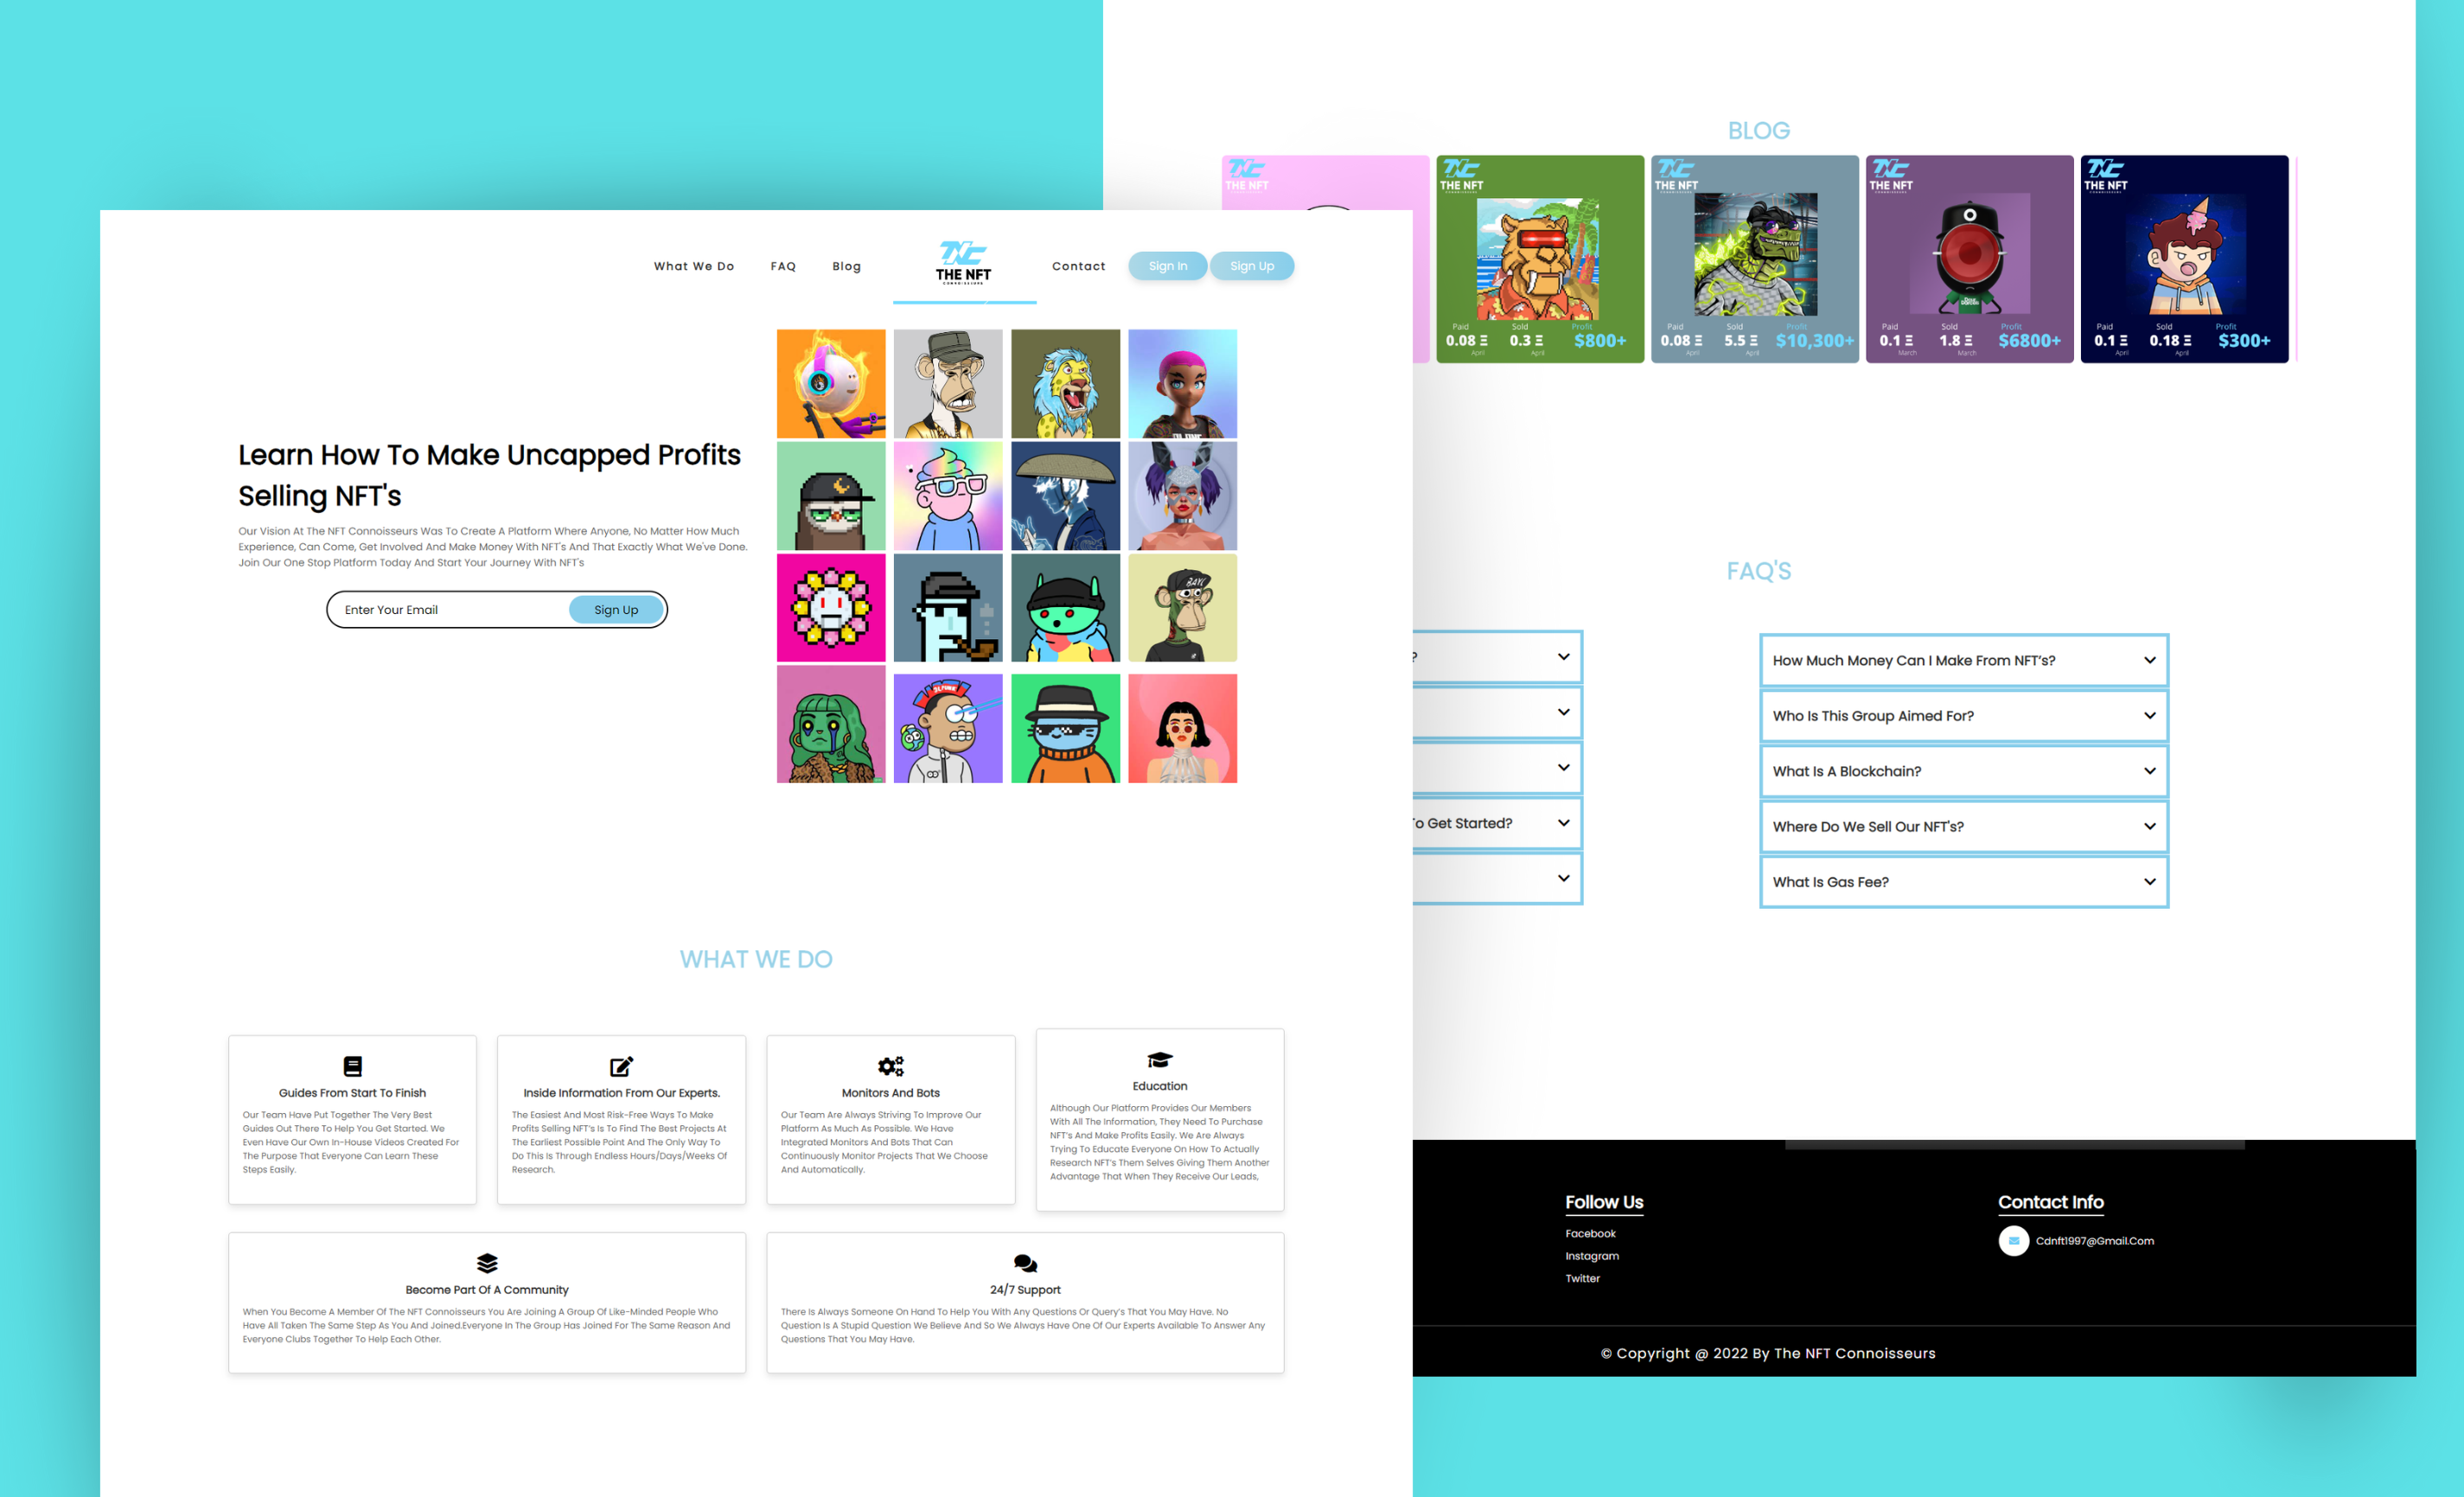 What We Do
FAQ
Blog
THE NFT
CONNOISSEURS
Contact
Sign In
Sign Up
Learn How To Make Uncapped Profits
Selling NFT's
Our Vision At The NFT Connoisseurs Was To Create A Platform Where Anyone, No Matter How Much
Experience, Can Come, Get Involved And Make Money With NFT's And That Exactly What We've Done.
Join Our One Stop Platform Today And Start Your Journey With NFT's
Enter Your Email
Sign Up
BAYC
WHAT WE DO
Guides From Start To Finish
Our Team Have Put Together The Very Best
Guides Out There To Help You Get Started. We
Even Have Our Own In-House Videos Created For
The Purpose That Everyone Can Learn These
Steps Easily.
Inside Information From Our Experts.
The Easiest And Most Risk-Free Ways To Make
Profits Selling NFT's Is To Find The Best Projects At
The Earliest Possible Point And The Only Way To
Do This Is Through Endless Hours/Days/Weeks Of
Research.
Monitors And Bots
Our Team Are Always Striving To Improve Our
Platform As Much As Possible. We Have
Integrated Monitors And Bots That Can
Continuously Monitor Projects That We Choose
And Automatically.
Education
Although Our Platform Provides Our Members
With All The Information, They Need To Purchase
NFT's And Make Profits Easily. We Are Always
Trying To Educate Everyone On How To Actually
Research NFT's Them Selves Giving Them Another
Advantage That When They Receive Our Leads,
Become Part Of A Community
When You Become A Member Of The NFT Connoisseurs You Are Joining A Group Of Like-Minded People Who
Have All Taken The Same Step As You And Joined.Everyone In The Group Has Joined For The Same Reason And
Everyone Clubs Together To Help Each Other.
24/7 Support
There Is Always Someone On Hand To Help You With Any Questions Or Query's That You May Have. No
Question Is A Stupid Question We Believe And So We Always Have One Of Our Experts Available To Answer Any
Questions That You May Have.
BLOG
THE NFT
THE NFT
CONNOISSEURS
Paid Sold Profit
0.08 Ξ 0.3 Ξ $800+
April April
THE NFT
CONNOISSEURS
Paid Sold Profit
0.08 Ξ 5.5 Ξ $10,300+
April April
THE NFT
CONNOISSEURS
Paid Sold Profit
0.1 Ξ 1.8 Ξ $6800+
March March
THE NFT
CONNOISSEURS
Paid Sold Profit
0.1 Ξ 0.18 Ξ $300+
April April
FAQ'S
?
To Get Started?
How Much Money Can I Make From NFT's?
Who Is This Group Aimed For?
What Is A Blockchain?
Where Do We Sell Our NFT's?
What Is Gas Fee?
Follow Us
Facebook
Instagram
Twitter
Contact Info
Cdnft1997@Gmail.Com
© Copyright @ 2022 By The NFT Connoisseurs